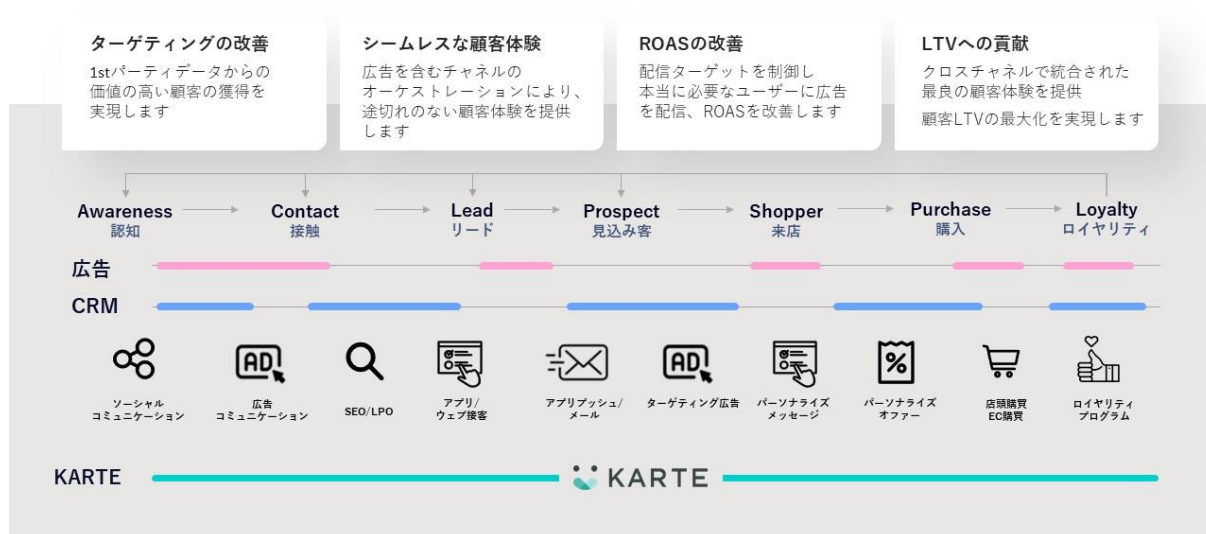 ターゲティングの改善
1stパーティデータからの
価値の高い顧客の獲得を
実現します
シームレスな顧客体験
広告を含むチャネルの
オーケストレーションにより、
途切れのない顧客体験を提供
します
ROASの改善
配信ターゲットを制御し
本当に必要なユーザーに広告
を配信、ROASを改善します
LTVへの貢献
クロスチャネルで統合された
最良の顧客体験を提供
顧客LTVの最大化を実現します
Awareness
認知
Contact
接触
Lead
リード
Prospect
見込み客
Shopper
来店
Purchase
購入
Loyalty
ロイヤリティ
広告
CRM
AD
AD
%
ソーシャル
コミュニケーション
広告
コミュニケーション
SEO/LPO
アプリ/
ウェブ接客
アプリプッシュ/
メール
ターゲティング広告
パーソナライズ
メッセージ
パーソナライズ
オファー
店頭購買
EC購買
ロイヤリティ
プログラム
KARTE
KARTE